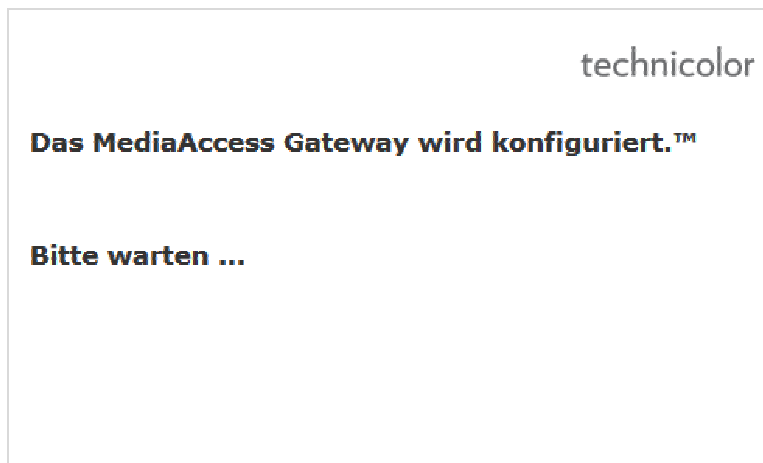 technicolor
Das MediaAccess Gateway wird konfiguriert.™
Bitte warten ...